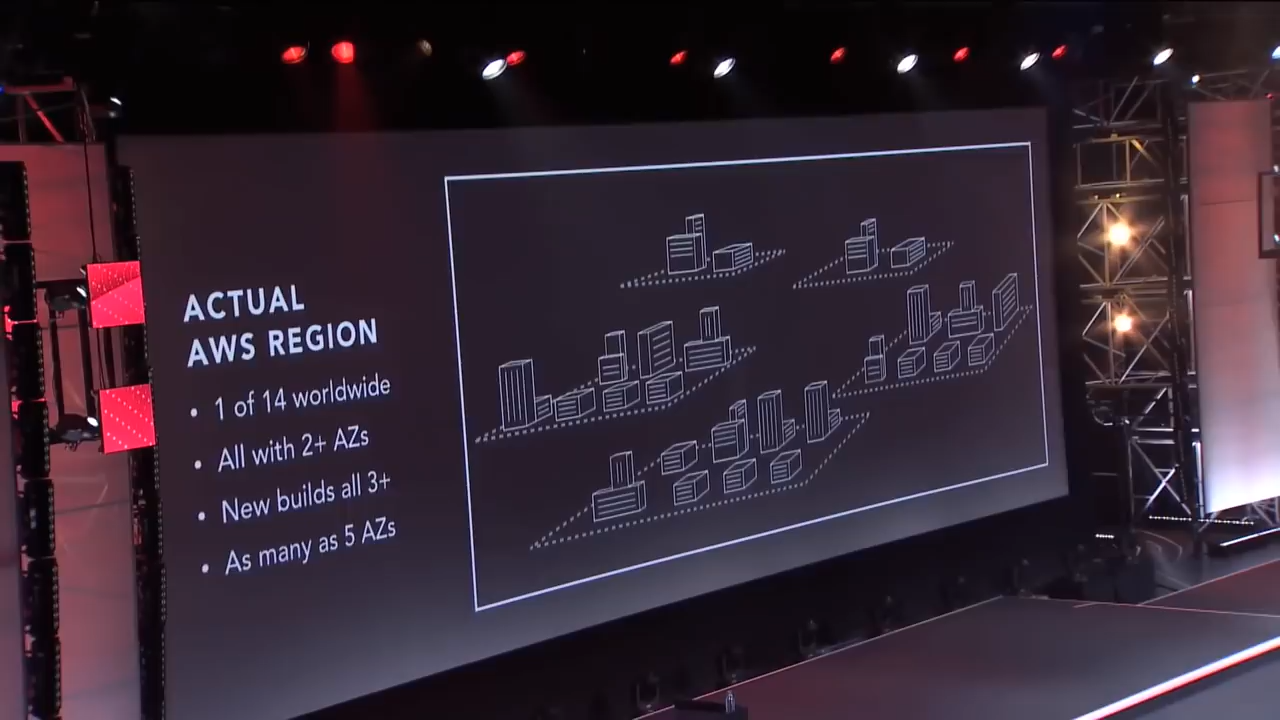 ACTUAL
AWS REGION
• 1 of 14 worldwide
• All with 2+ AZs
• New builds all 3+
• As many as 5 AZs